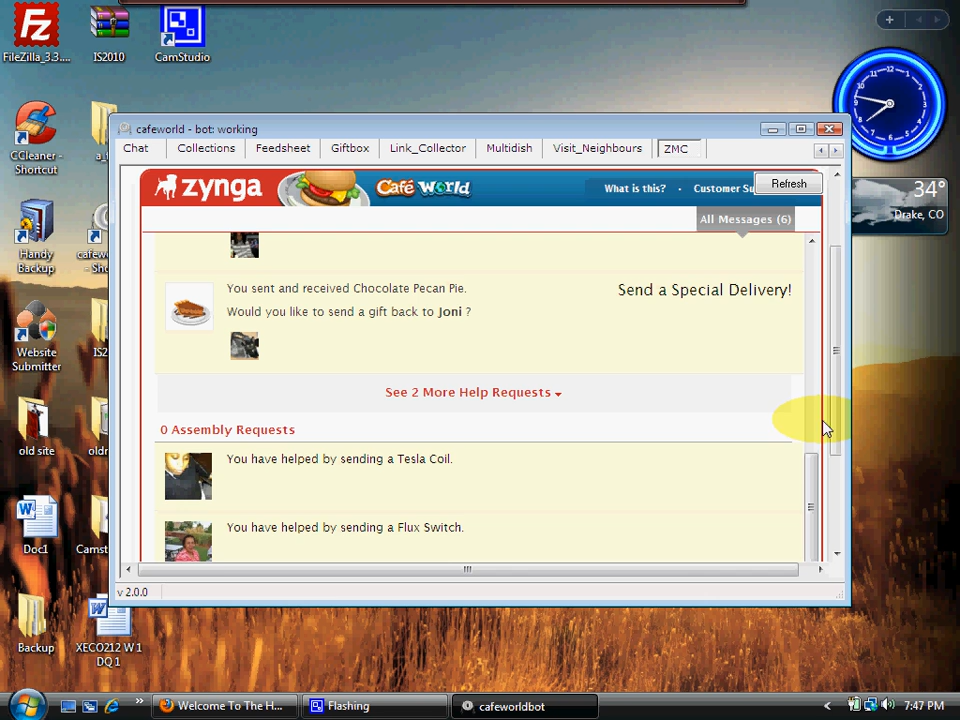 FileZilla_3.3....
IS2010
CamStudio
CCleaner -
Shortcut
Handy
Backup
Website
Submitter
old site
Doc1
Backup
XECO212 W 1
DQ 1
cafeworld - bot: working
Chat
Collections
Feedsheet
Giftbox
Link_Collector
Multidish
Visit_Neighbours
ZMC
zynga
Café World
What is this?
·
Customer Su
Refresh
All Messages (6)
You sent and received Chocolate Pecan Pie.
Send a Special Delivery!
Would you like to send a gift back to Joni ?
See 2 More Help Requests
0 Assembly Requests
You have helped by sending a Tesla Coil.
You have helped by sending a Flux Switch.
v 2.0.0
34°
Drake, CO
Welcome To The H...
Flashing
cafeworldbot
7:47 PM